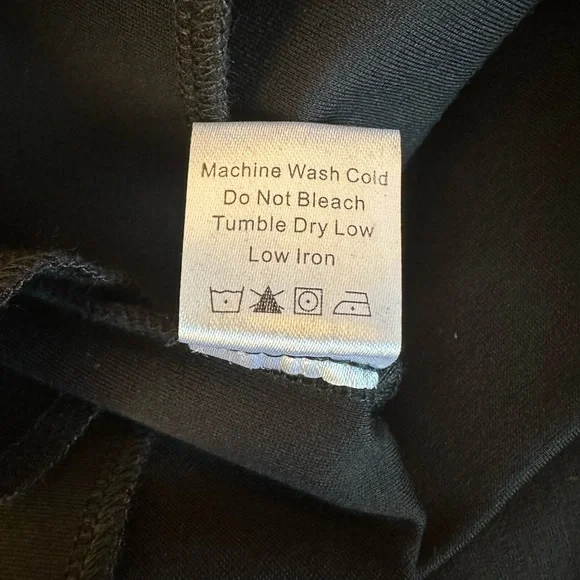 Machine Wash Cold
Do Not Bleach
Tumble Dry Low
Low Iron